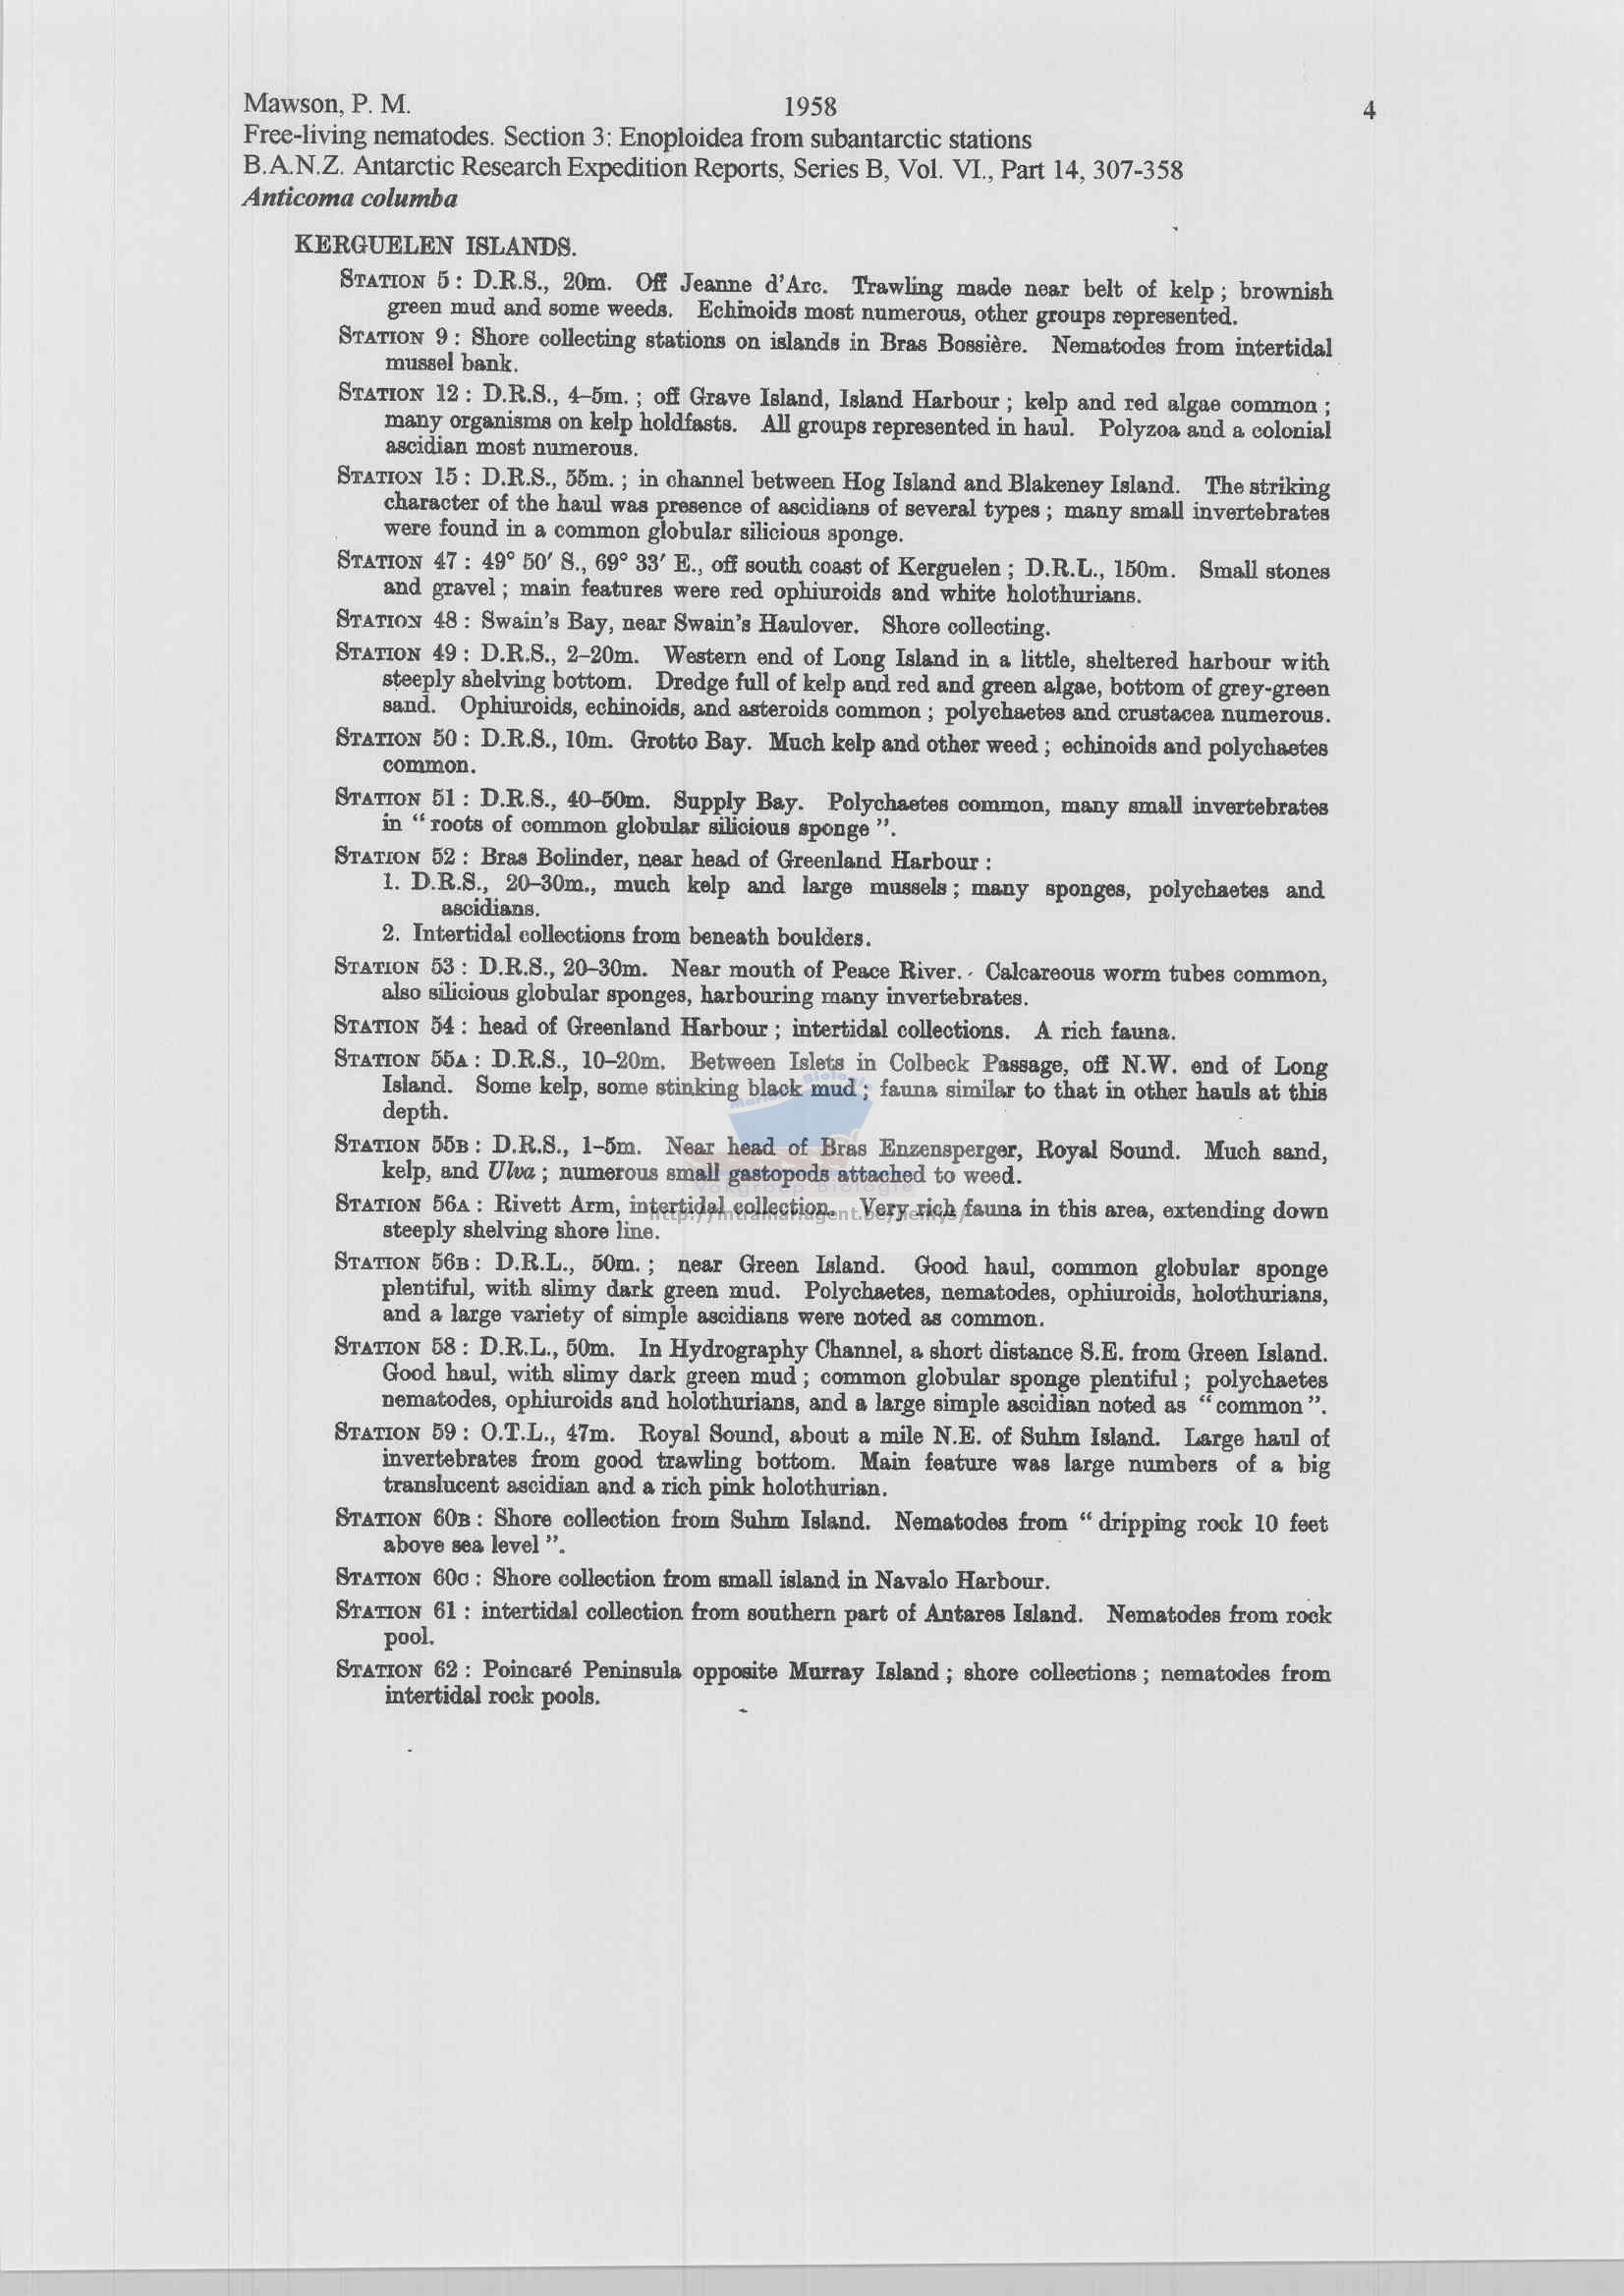 Mawson, P. M. 1958 4
Free-living nematodes. Section 3: Enoploidea from subantarctic stations
B.A.N.Z. Antarctic Research Expedition Reports, Series B, Vol. VI., Part 14, 307-358
Anticoma columba
KERGUELEN ISLANDS.
STATION 5 : D.R.S., 20m. Off Jeanne d'Arc. Trawling made near belt of kelp ; brownish
green mud and some weeds. Echinoids most numerous, other groups represented.
STATION 9 : Shore collecting stations on islands in Bras Bossière. Nematodes from intertidal
mussel bank.
STATION 12 : D.R.S., 4–5m. ; off Grave Island, Island Harbour ; kelp and red algae common ;
many organisms on kelp holdfasts. All groups represented in haul. Polyzoa and a colonial
ascidian most numerous.
STATION 15 : D.R.S., 55m. ; in channel between Hog Island and Blakeney Island. The striking
character of the haul was presence of ascidians of several types ; many small invertebrates
were found in a common globular silicious sponge.
STATION 47 : 49° 50′ S., 69° 33′ E., off south coast of Kerguelen ; D.R.L., 150m. Small stones
and gravel ; main features were red ophiuroids and white holothurians.
STATION 48 : Swain's Bay, near Swain's Haulover. Shore collecting.
STATION 49 : D.R.S., 2–20m. Western end of Long Island in a little, sheltered harbour with
steeply shelving bottom. Dredge full of kelp and red and green algae, bottom of grey-green
sand. Ophiuroids, echinoids, and asteroids common ; polychaetes and crustacea numerous.
STATION 50 : D.R.S., 10m. Grotto Bay. Much kelp and other weed ; echinoids and polychaetes
common.
STATION 51 : D.R.S., 40–50m. Supply Bay. Polychaetes common, many small invertebrates
in " roots of common globular silicious sponge ".
STATION 52 : Bras Bolinder, near head of Greenland Harbour :
1. D.R.S., 20–30m., much kelp and large mussels ; many sponges, polychaetes and
ascidians.
2. Intertidal collections from beneath boulders.
STATION 53 : D.R.S., 20–30m. Near mouth of Peace River. Calcareous worm tubes common,
also silicious globular sponges, harbouring many invertebrates.
STATION 54 : head of Greenland Harbour ; intertidal collections. A rich fauna.
STATION 55A : D.R.S., 10–20m. Between Islets in Colbeck Passage, off N.W. end of Long
Island. Some kelp, some stinking black mud ; fauna similar to that in other hauls at this
depth.
STATION 55B : D.R.S., 1–5m. Near head of Bras Enzensperger, Royal Sound. Much sand,
kelp, and Ulva ; numerous small gastopods attached to weed.
Vakgroep Biologie
STATION 56A : Rivett Arm, intertidal collection. Very rich fauna in this area, extending down
steeply shelving shore line.
STATION 56B : D.R.L., 50m. ; near Green Island. Good haul, common globular sponge
plentiful, with slimy dark green mud. Polychaetes, nematodes, ophiuroids, holothurians,
and a large variety of simple ascidians were noted as common.
STATION 58 : D.R.L., 50m. In Hydrography Channel, a short distance S.E. from Green Island.
Good haul, with slimy dark green mud ; common globular sponge plentiful ; polychaetes
nematodes, ophiuroids and holothurians, and a large simple ascidian noted as " common ".
STATION 59 : O.T.L., 47m. Royal Sound, about a mile N.E. of Suhm Island. Large haul of
invertebrates from good trawling bottom. Main feature was large numbers of a big
translucent ascidian and a rich pink holothurian.
STATION 60B : Shore collection from Suhm Island. Nematodes from " dripping rock 10 feet
above sea level ".
STATION 60C : Shore collection from small island in Navalo Harbour.
STATION 61 : intertidal collection from southern part of Antares Island. Nematodes from rock
pool.
STATION 62 : Poincaré Peninsula opposite Murray Island ; shore collections ; nematodes from
intertidal rock pools.